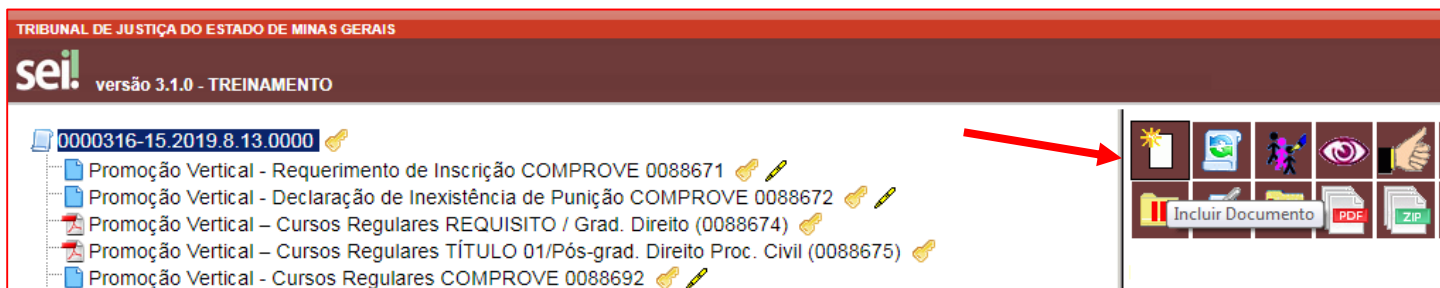 TRIBUNAL DE JUSTIÇA DO ESTADO DE MINAS GERAIS
sei! versão 3.1.0 - TREINAMENTO
0000316-15.2019.8.13.0000
Promoção Vertical - Requerimento de Inscrição COMPROVE 0088671
Promoção Vertical - Declaração de Inexistência de Punição COMPROVE 0088672
Promoção Vertical – Cursos Regulares REQUISITO / Grad. Direito (0088674)
Promoção Vertical – Cursos Regulares TÍTULO 01/Pós-grad. Direito Proc. Civil (0088675)
Promoção Vertical - Cursos Regulares COMPROVE 0088692
Incluir Documento
PDF
ZIP